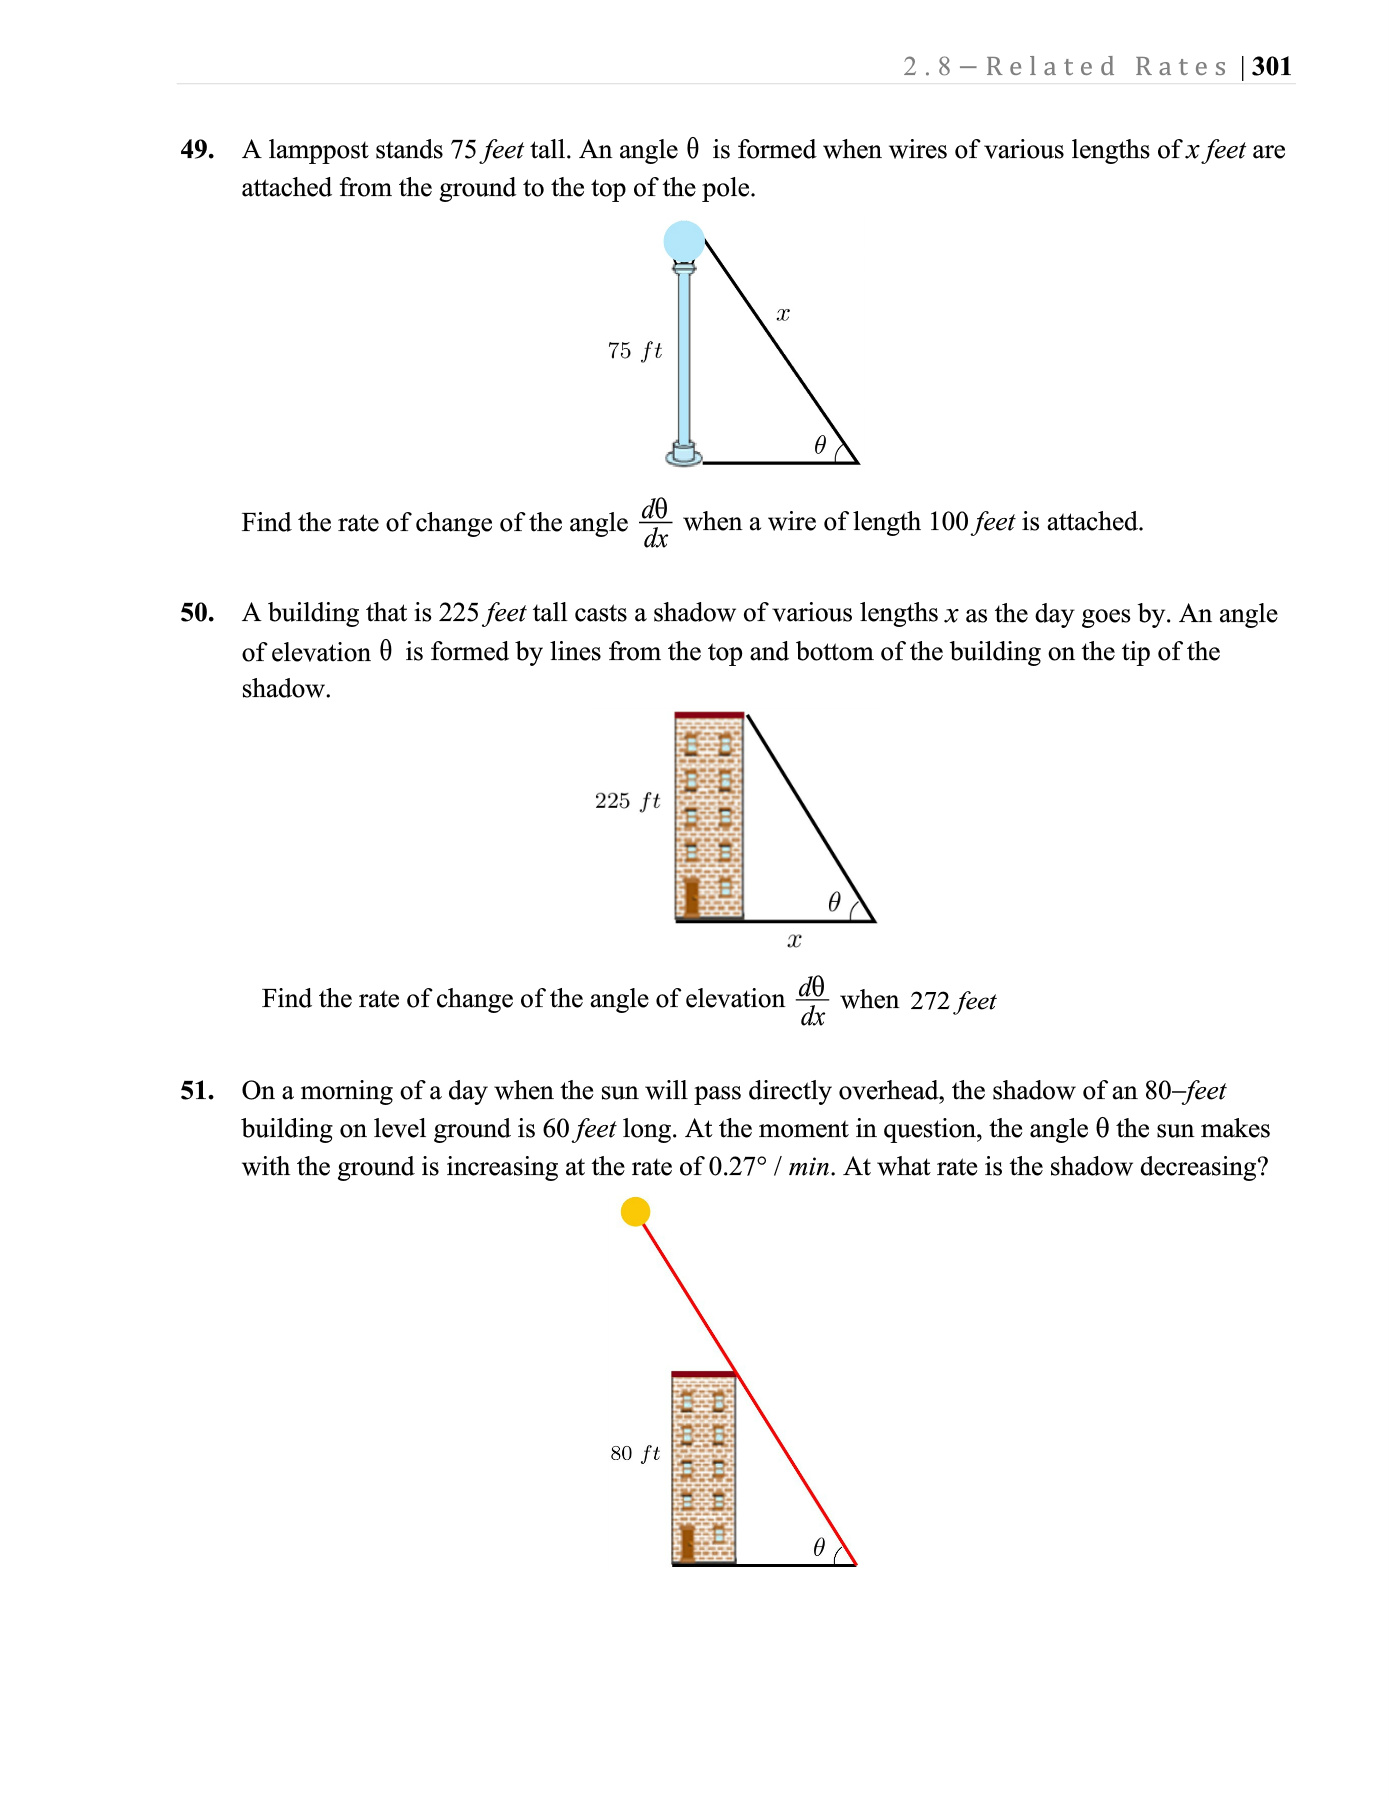 2.8—Related Rates |301
49. A lamppost stands 75 feet tall. An angle θ is formed when wires of various lengths of x feet are
attached from the ground to the top of the pole.
x
75 ft
θ
Find the rate of change of the angle dθ/dx when a wire of length 100 feet is attached.
50. A building that is 225 feet tall casts a shadow of various lengths x as the day goes by. An angle
of elevation θ is formed by lines from the top and bottom of the building on the tip of the
shadow.
225 ft
θ
x
Find the rate of change of the angle of elevation dθ/dx when 272 feet
51. On a morning of a day when the sun will pass directly overhead, the shadow of an 80–feet
building on level ground is 60 feet long. At the moment in question, the angle θ the sun makes
with the ground is increasing at the rate of 0.27° / min. At what rate is the shadow decreasing?
80 ft
θ